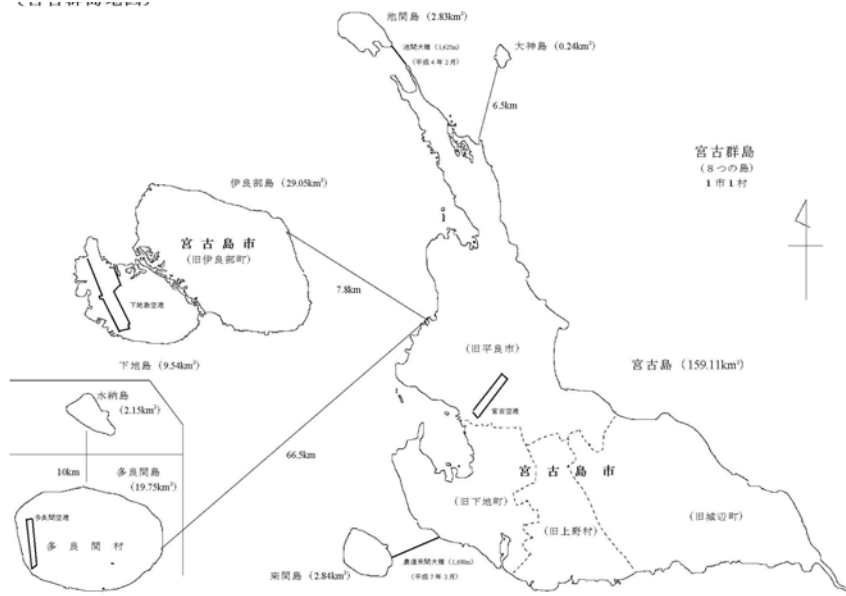 池間島 (2.83km²)
池間大橋 (1,425m)
(平成4年2月)
大神島 (0.24km²)
6.5km
宮古群島
(8つの島)
1市1村
伊良部島 (29.05km²)
宮古島市
(旧伊良部町)
7.8km
下地島空港
(旧平良市)
下地島 (9.54km²)
宮古島 (159.11km²)
水納島
(2.15km²)
宮古空港
66.5km
10km
多良間島
(19.75km²)
宮古島市
(旧下地町)
(旧上野村)
(旧城辺町)
多良間空港
多良間村
来間島 (2.84km²)
農道来間大橋 (1,690m)
(平成7年3月)